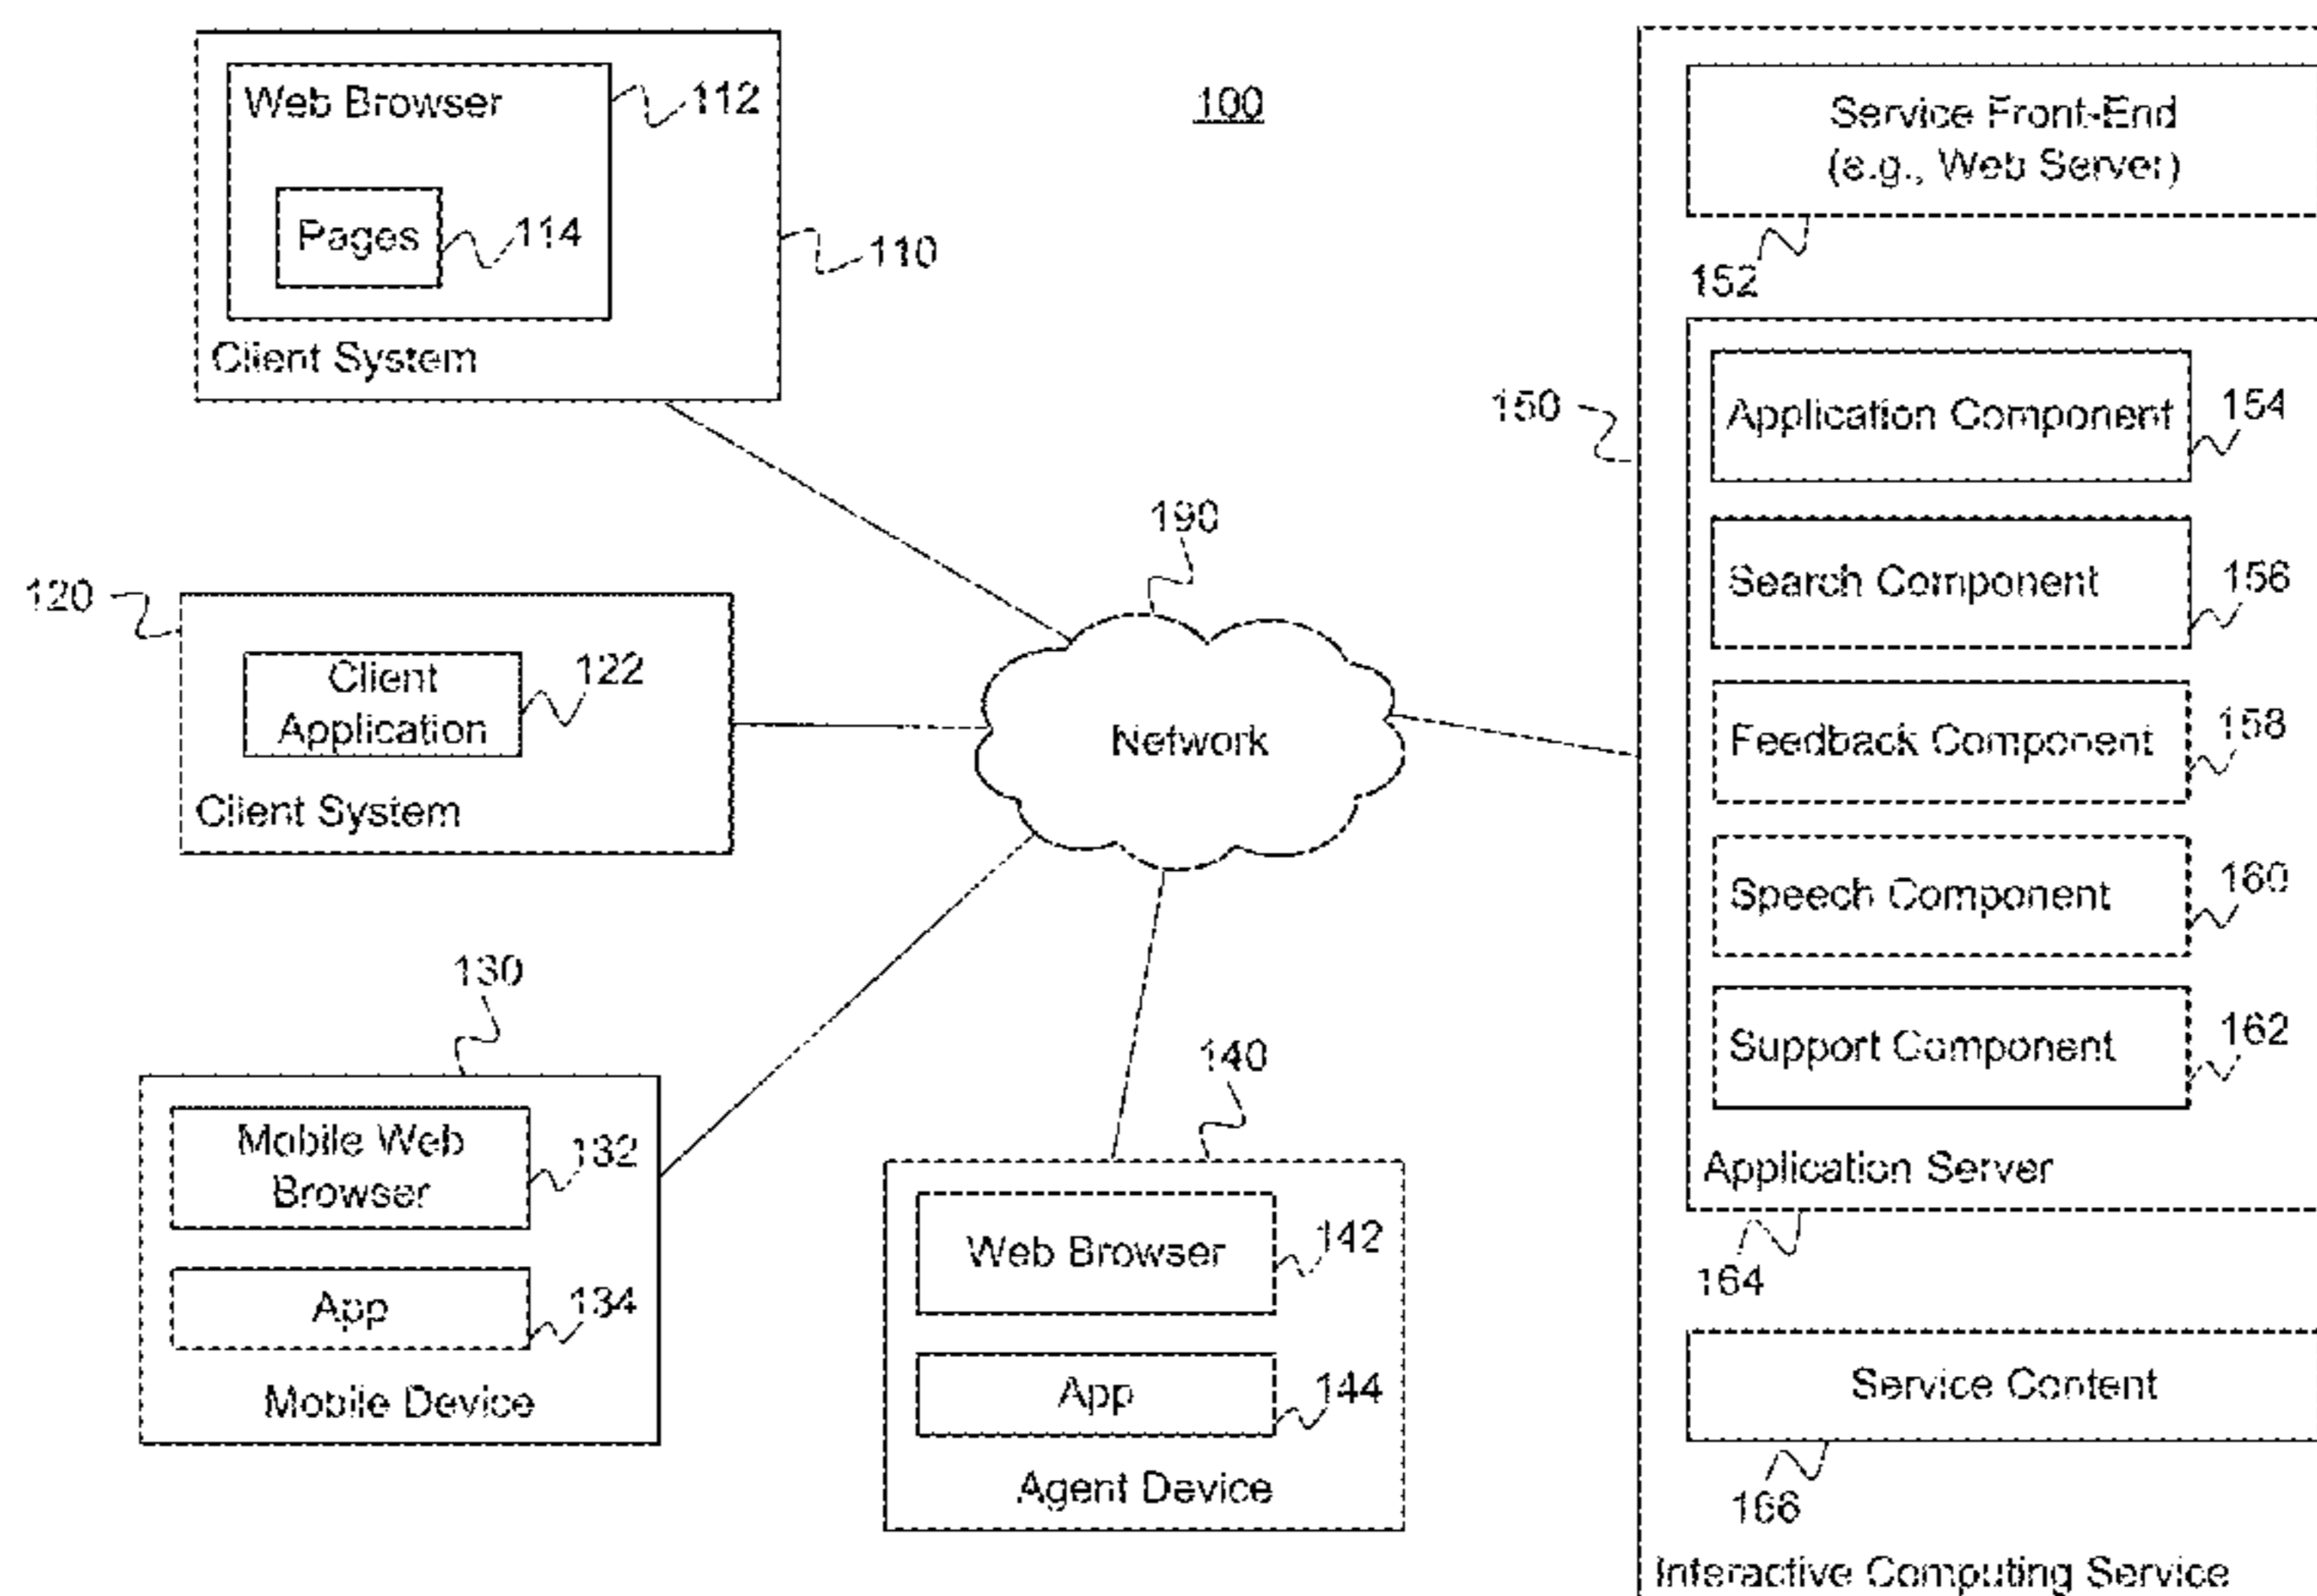 100
Web Browser
112
Pages
114
110
Client System
120
Client
Application
122
Client System
190
Network
130
Mobile Web
Browser
132
App
134
Mobile Device
140
Web Browser
142
App
144
Agent Device
150
Service Front-End
(e.g., Web Server)
152
Application Component
154
Search Component
156
Feedback Component
158
Speech Component
160
Support Component
162
Application Server
164
Service Content
166
Interactive Computing Service